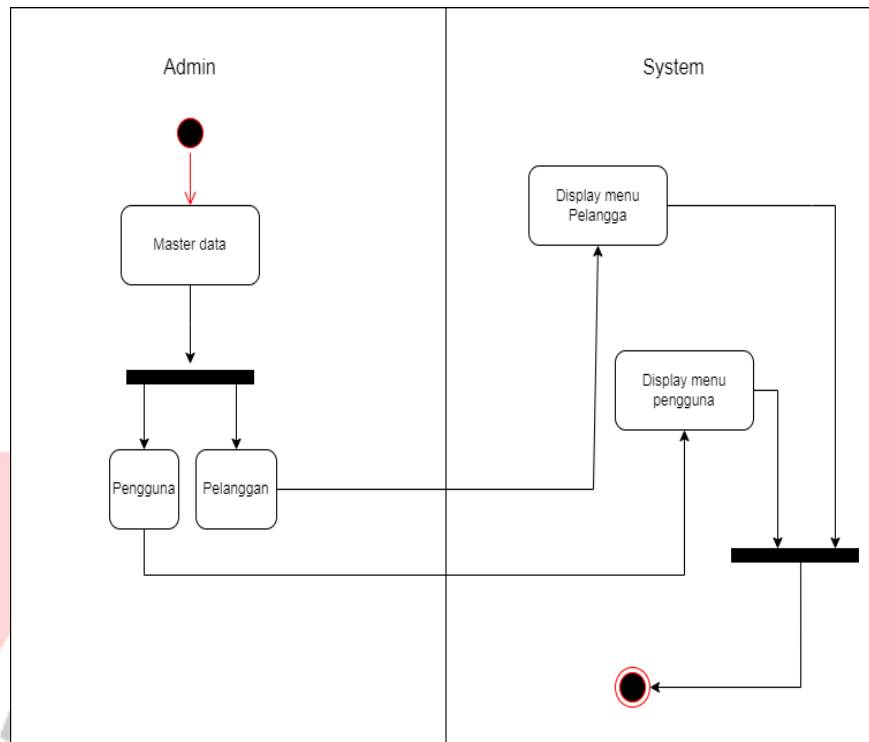 Admin
System
Master data
Display menu
Pelangga
Display menu
pengguna
Pengguna
Pelanggan